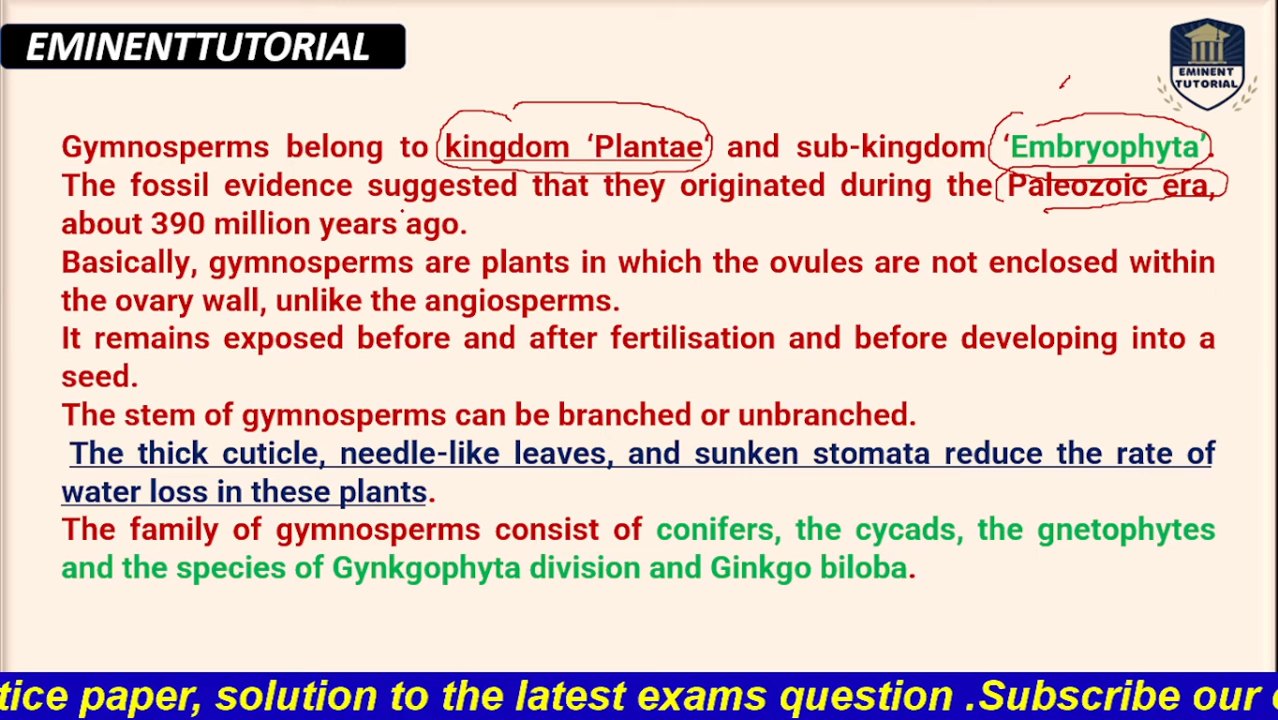 EMINENTTUTORIAL
EMINENT
TUTORIAL
Gymnosperms belong to kingdom ‘Plantae‘ and sub-kingdom ‘Embryophyta’.
The fossil evidence suggested that they originated during the Paleozoic era,
about 390 million years ago.
Basically, gymnosperms are plants in which the ovules are not enclosed within
the ovary wall, unlike the angiosperms.
It remains exposed before and after fertilisation and before developing into a
seed.
The stem of gymnosperms can be branched or unbranched.
The thick cuticle, needle-like leaves, and sunken stomata reduce the rate of
water loss in these plants.
The family of gymnosperms consist of conifers, the cycads, the gnetophytes
and the species of Gynkgophyta division and Ginkgo biloba.
tice paper, solution to the latest exams question .Subscribe our